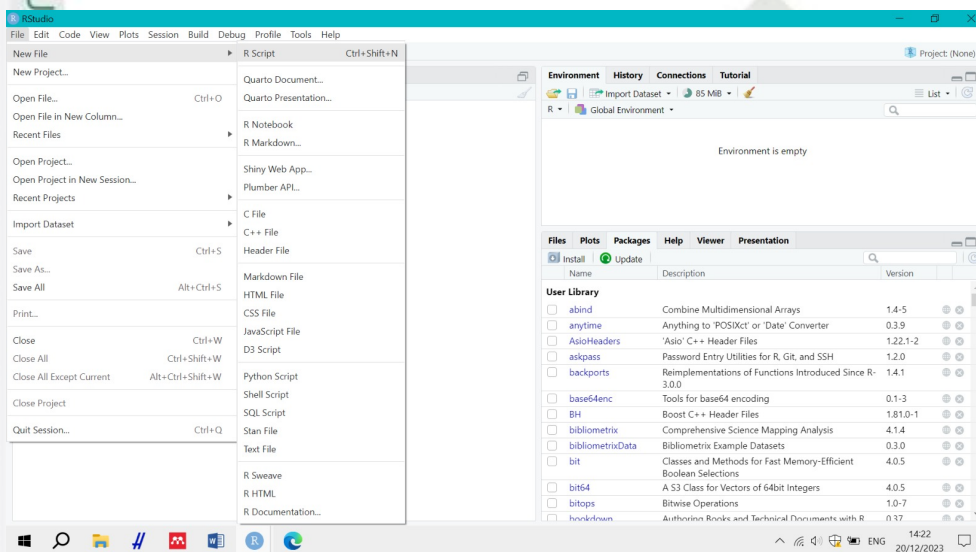 RStudio
File Edit Code View Plots Session Build Debug Profile Tools Help
New File
New Project...
Open File... Ctrl+O
Open File in New Column...
Recent Files
Open Project...
Open Project in New Session...
Recent Projects
Import Dataset
Save Ctrl+S
Save As...
Save All Alt+Ctrl+S
Print...
Close Ctrl+W
Close All Ctrl+Shift+W
Close All Except Current Alt+Ctrl+Shift+W
Close Project
Quit Session... Ctrl+Q
R Script Ctrl+Shift+N
Quarto Document...
Quarto Presentation...
R Notebook
R Markdown...
Shiny Web App...
Plumber API...
C File
C++ File
Header File
Markdown File
HTML File
CSS File
JavaScript File
D3 Script
Python Script
Shell Script
SQL Script
Stan File
Text File
R Sweave
R HTML
R Documentation...
Project: (None)
Environment History Connections Tutorial
Import Dataset 85 MiB List
R Global Environment
Environment is empty
Files Plots Packages Help Viewer Presentation
Install Update
Name Description Version
User Library
abind Combine Multidimensional Arrays 1.4-5
anytime Anything to 'POSIXct' or 'Date' Converter 0.3.9
AsioHeaders 'Asio' C++ Header Files 1.22.1-2
askpass Password Entry Utilities for R, Git, and SSH 1.2.0
backports Reimplementations of Functions Introduced Since R- 1.4.1
3.0.0
base64enc Tools for base64 encoding 0.1-3
BH Boost C++ Header Files 1.81.0-1
bibliometrix Comprehensive Science Mapping Analysis 4.1.4
bibliometrixData Bibliometrix Example Datasets 0.3.0
bit Classes and Methods for Fast Memory-Efficient 4.0.5
Boolean Selections
bit64 A S3 Class for Vectors of 64bit Integers 4.0.5
bitops Bitwise Operations 1.0-7
bookdown Authoring Books and Technical Documents with R 0.37
ENG 14:22
20/12/2023